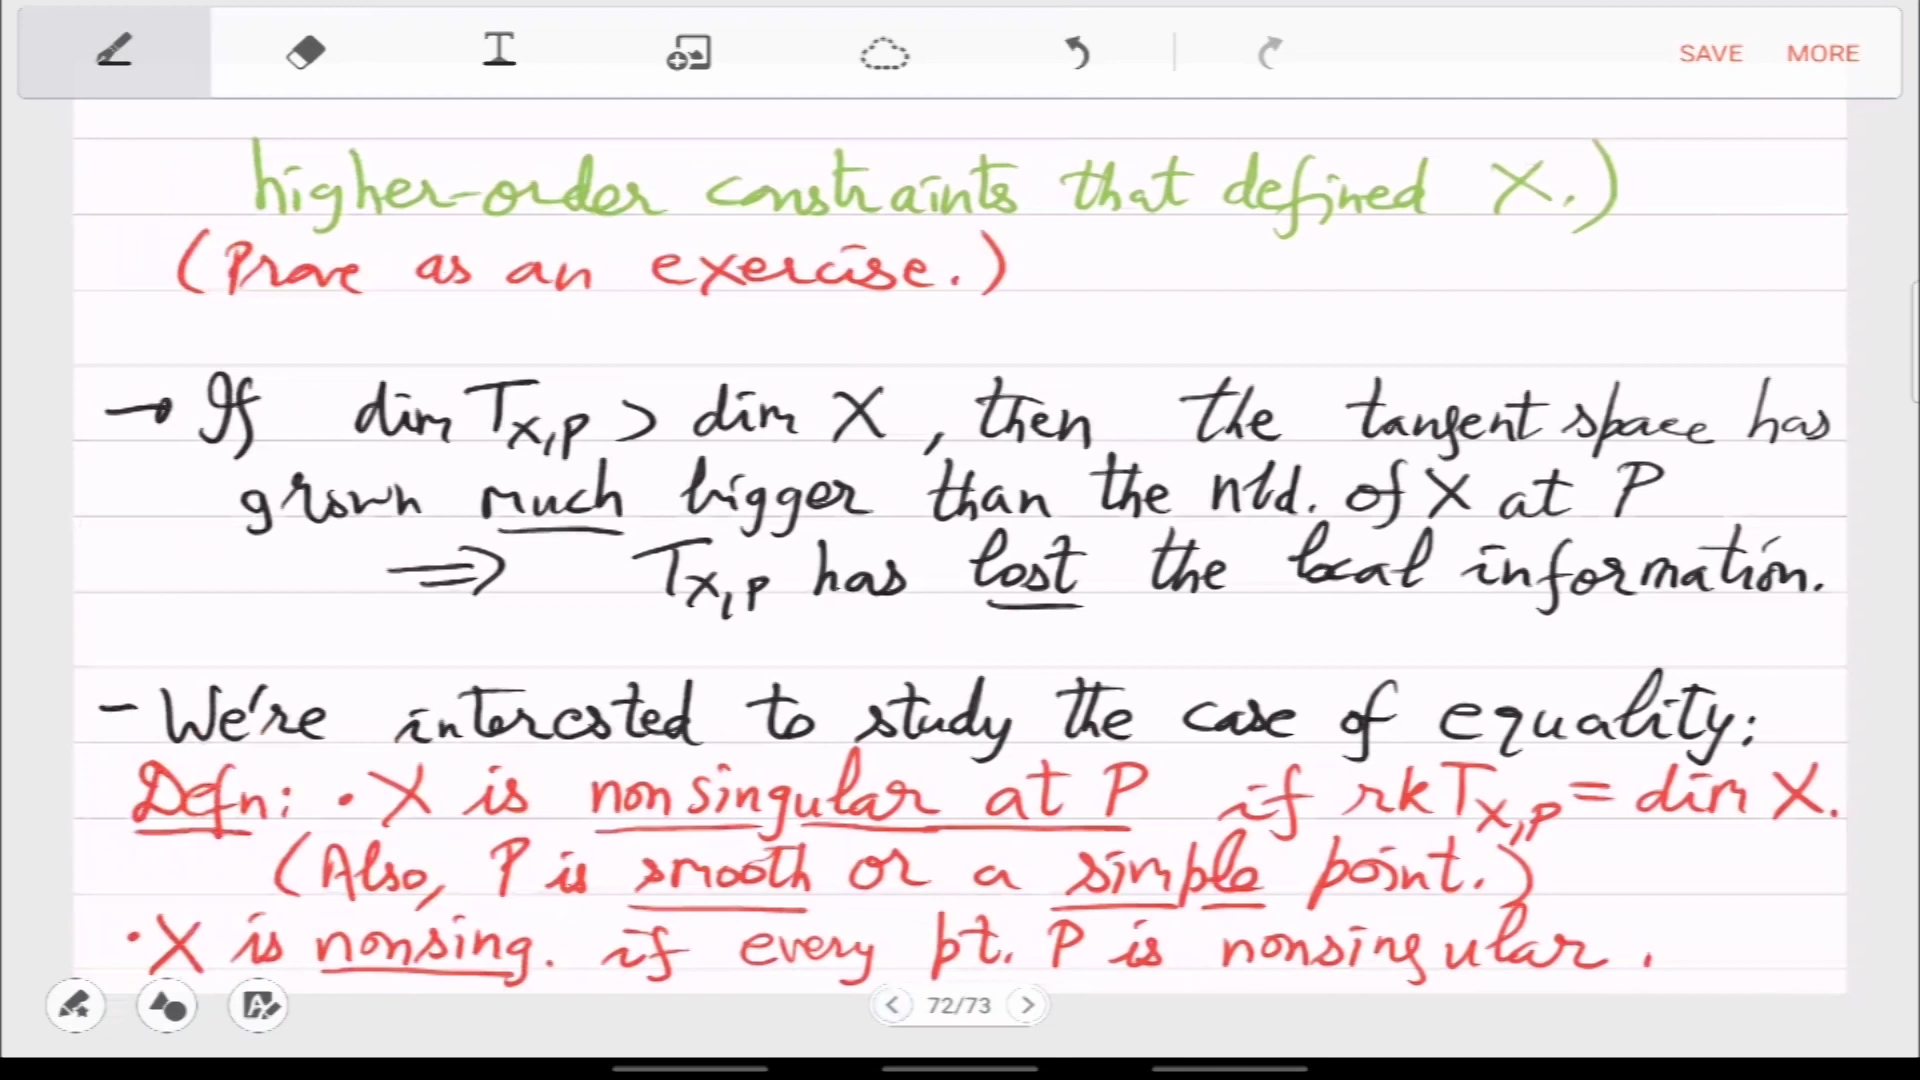 SAVE MORE
higher-order constraints that defined X.)
(Prove as an exercise.)
→ If dim T_{X,P} > dim X, then the tangent space has
grown much bigger than the nbd. of X at P
⟹ T_{X,P} has lost the local information.
- We're interested to study the case of equality:
Defn: · X is nonsingular at P if rk T_{X,P} = dim X.
(Also, P is smooth or a simple point.)
· X is nonsing. if every pt. P is nonsingular.
72/73